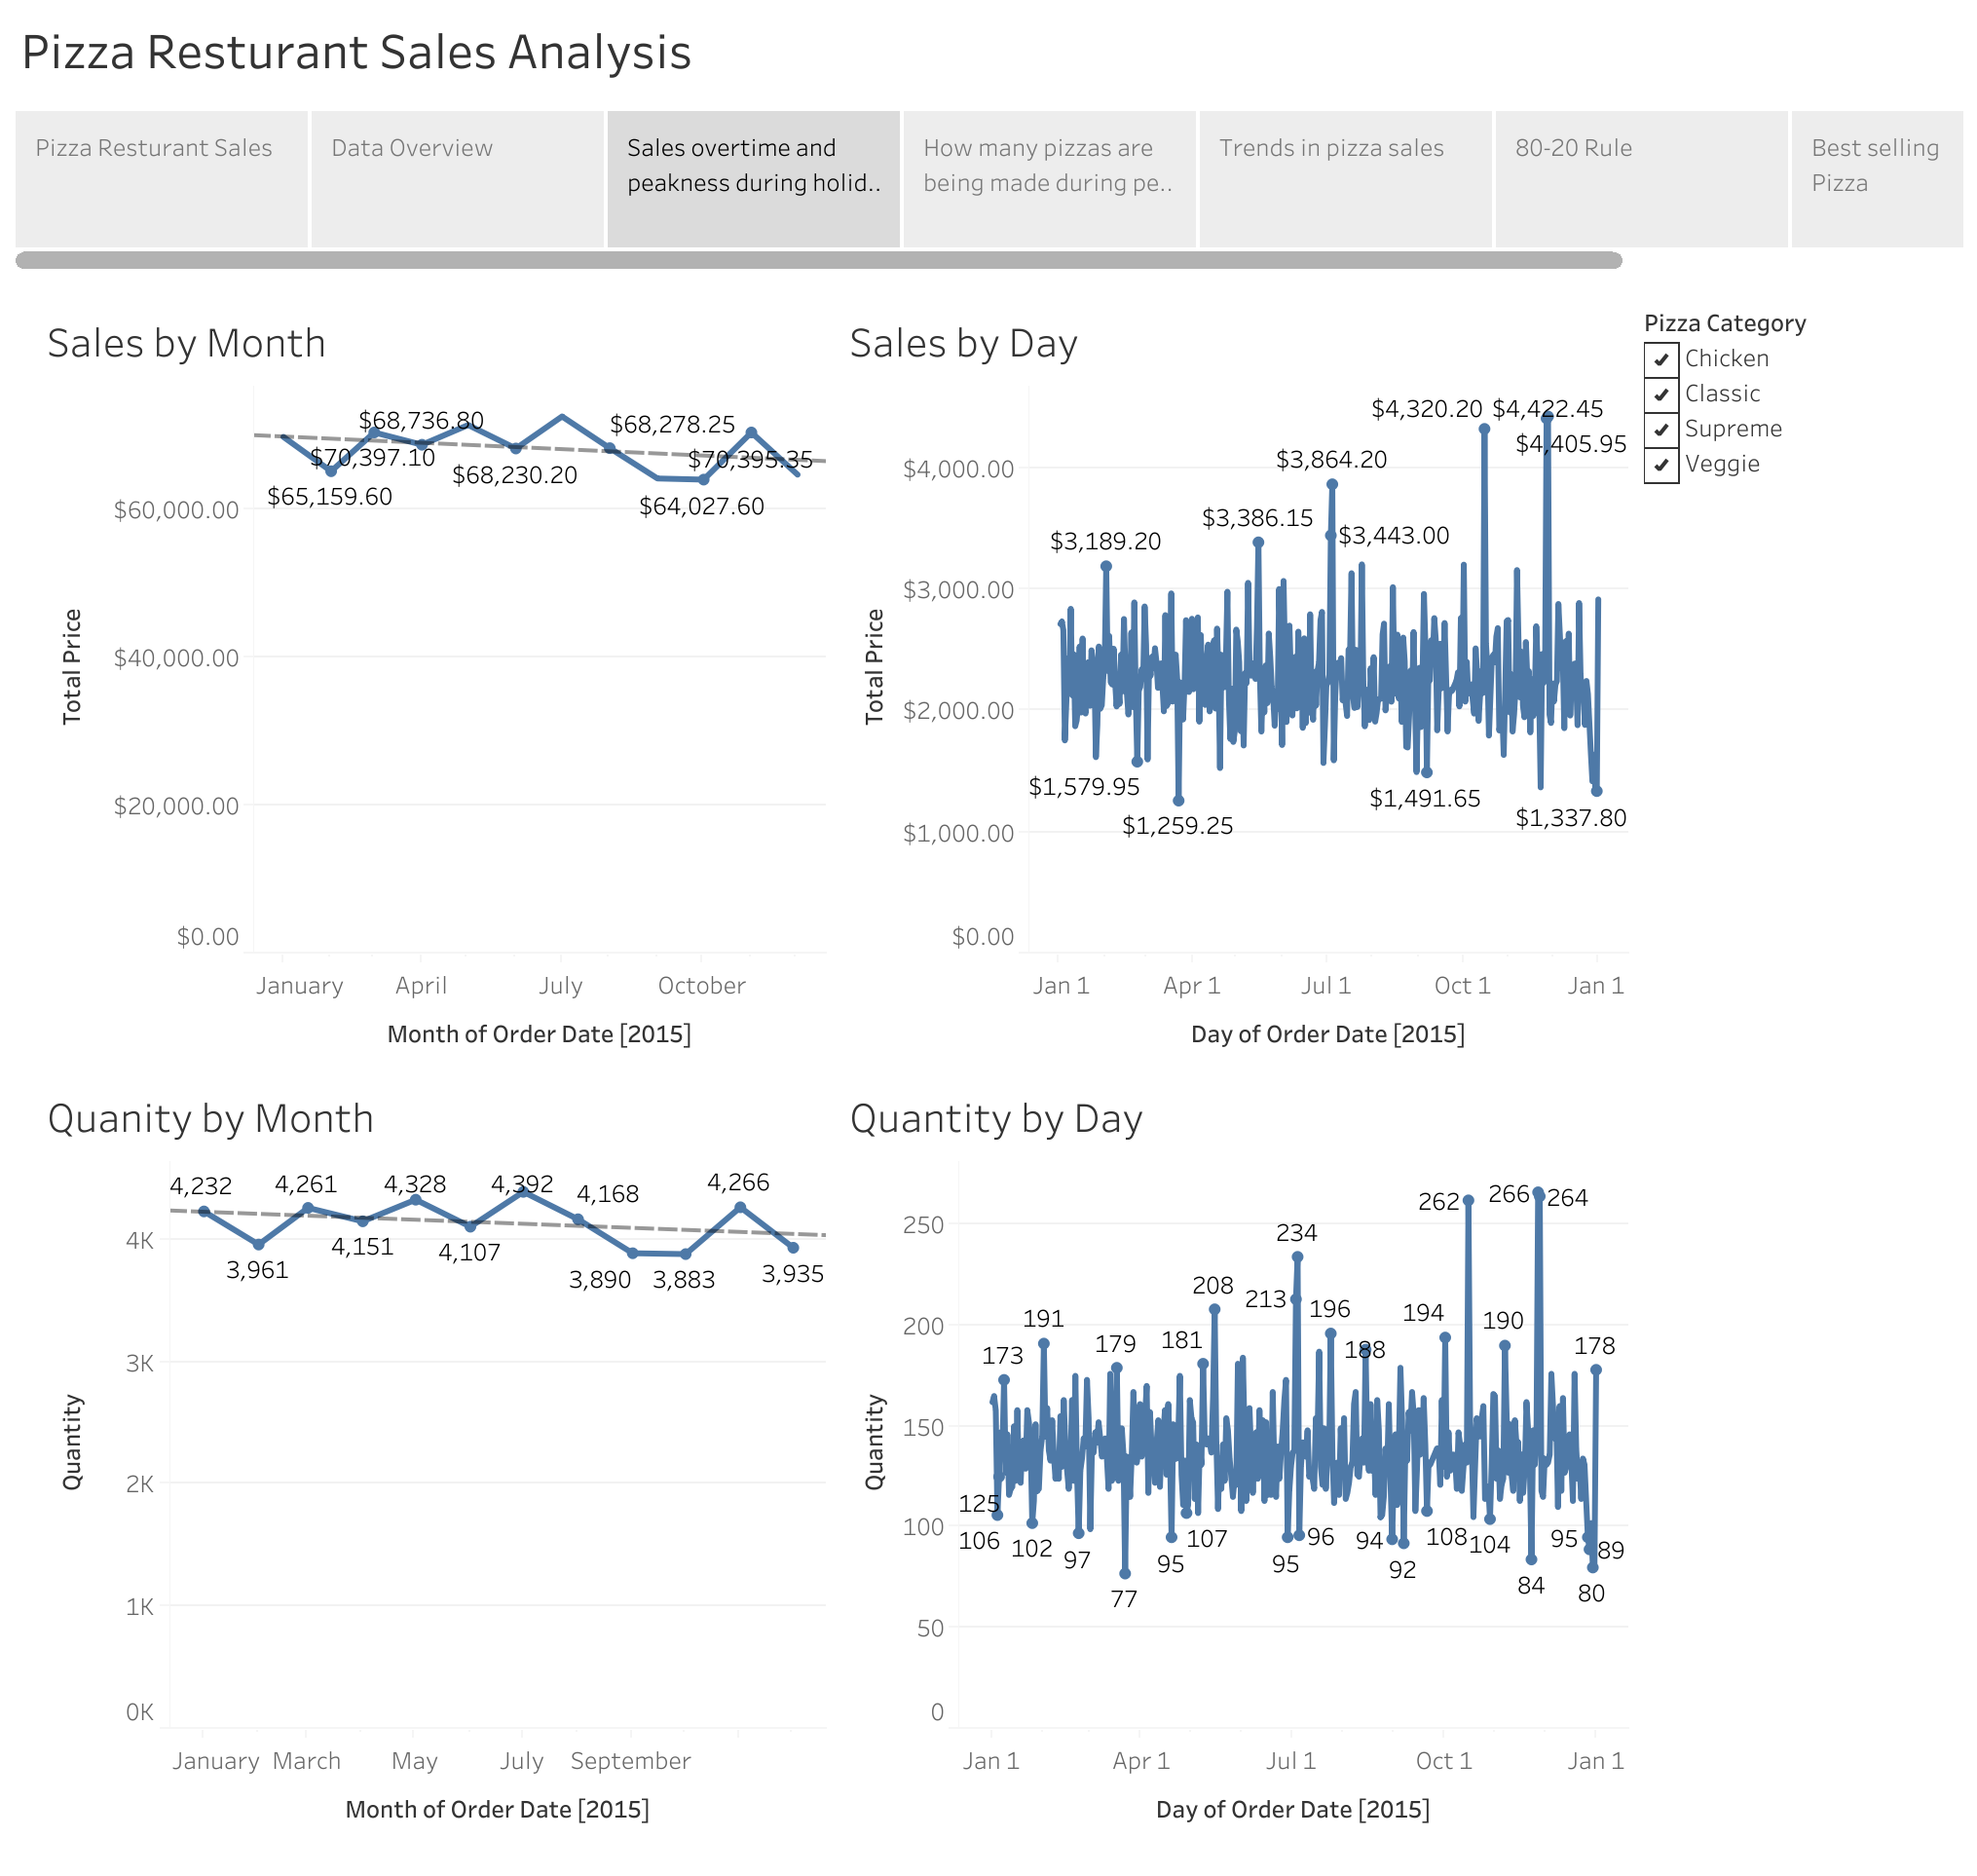 Pizza Resturant Sales Analysis
Pizza Resturant Sales
Data Overview
Sales overtime and
peakness during holid..
How many pizzas are
being made during pe..
Trends in pizza sales
80-20 Rule
Best selling
Pizza
Sales by Month
$68,736.80
$68,278.25
$70,397.10
$70,395.35
$68,230.20
$65,159.60
$64,027.60
$60,000.00
$40,000.00
$20,000.00
$0.00
Total Price
January
April
July
October
Month of Order Date [2015]
Sales by Day
$4,320.20
$4,422.45
$4,405.95
$3,864.20
$3,386.15
$3,443.00
$3,189.20
$1,579.95
$1,259.25
$1,491.65
$1,337.80
$4,000.00
$3,000.00
$2,000.00
$1,000.00
$0.00
Total Price
Jan 1
Apr 1
Jul 1
Oct 1
Jan 1
Day of Order Date [2015]
Pizza Category
Chicken
Classic
Supreme
Veggie
Quanity by Month
4,232
4,261
4,328
4,392
4,168
4,266
3,961
4,151
4,107
3,890
3,883
3,935
4K
3K
2K
1K
0K
Quantity
January
March
May
July
September
Month of Order Date [2015]
Quantity by Day
262
266
264
234
213
208
196
194
190
191
188
181
179
173
178
125
106
102
97
77
95
107
95
96
94
92
108
104
84
95
89
80
250
200
150
100
50
0
Quantity
Jan 1
Apr 1
Jul 1
Oct 1
Jan 1
Day of Order Date [2015]